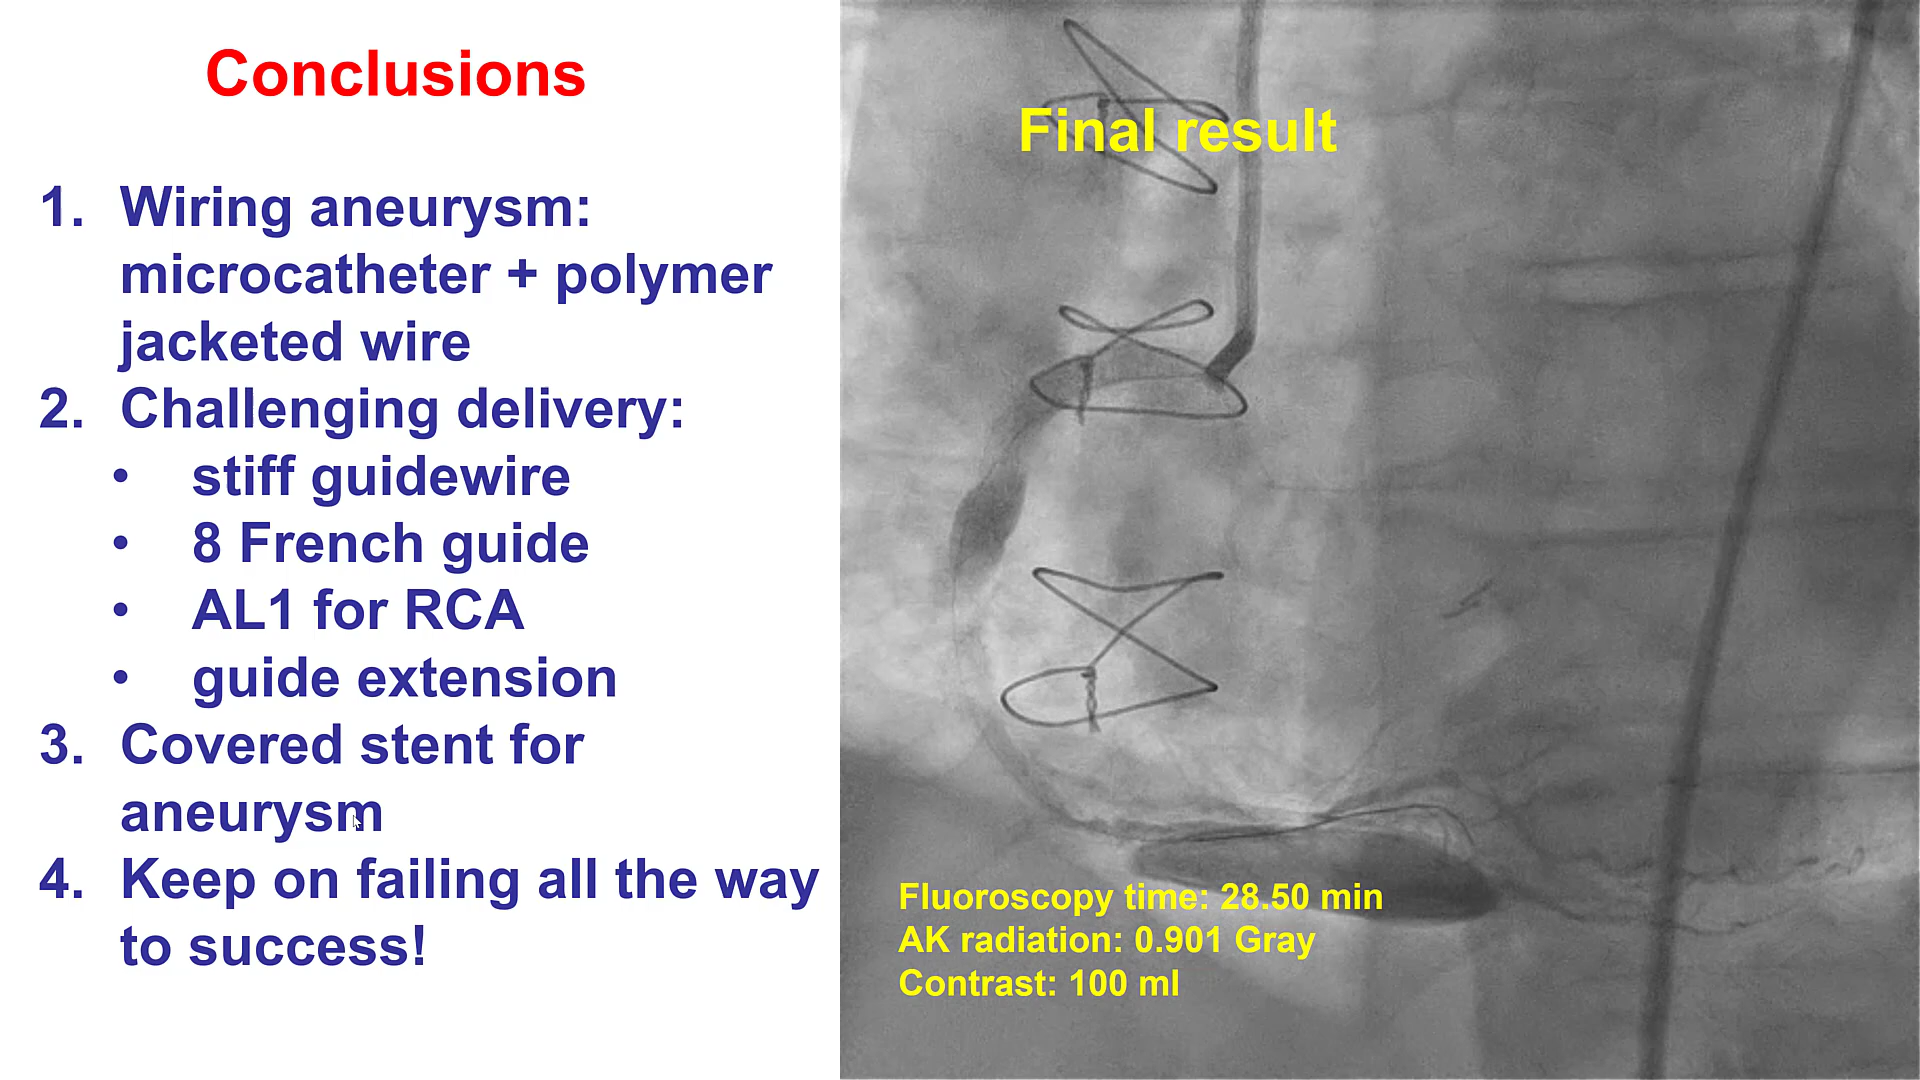 Conclusions
1. Wiring aneurysm:
microcatheter + polymer
jacketed wire
2. Challenging delivery:
• stiff guidewire
• 8 French guide
• AL1 for RCA
• guide extension
3. Covered stent for
aneurysm
4. Keep on failing all the way
to success!
Final result
Fluoroscopy time: 28.50 min
AK radiation: 0.901 Gray
Contrast: 100 ml